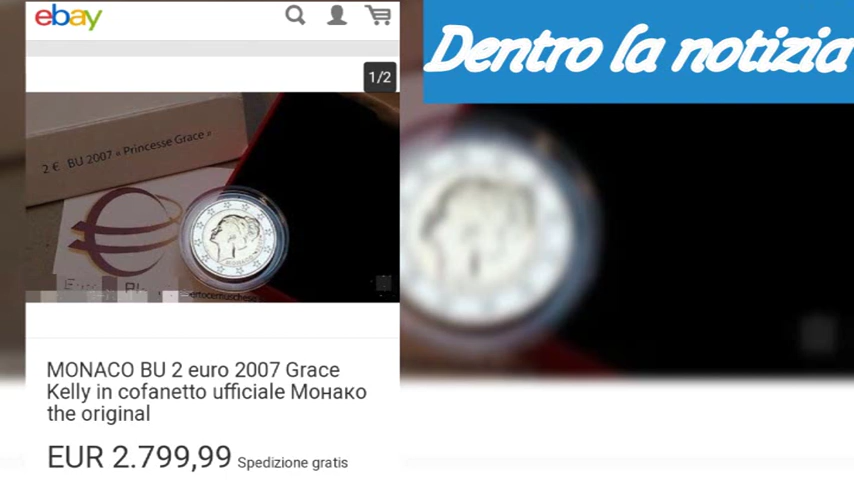 ebay
Dentro la notizia
1/2
2 € BU 2007 « Princesse Grace »
MONACO
MONACO BU 2 euro 2007 Grace
Kelly in cofanetto ufficiale Монако
the original
EUR 2.799,99 Spedizione gratis